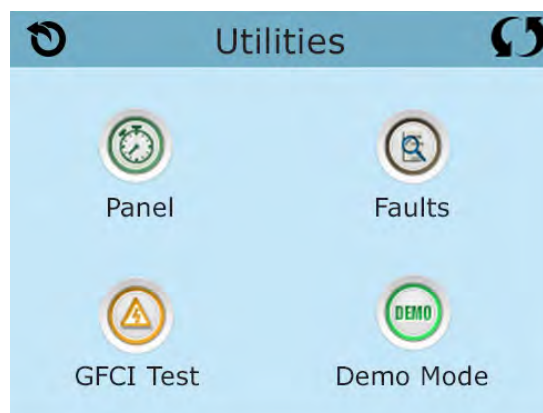 Utilities
Panel
Faults
DEMO
GFCI Test
Demo Mode